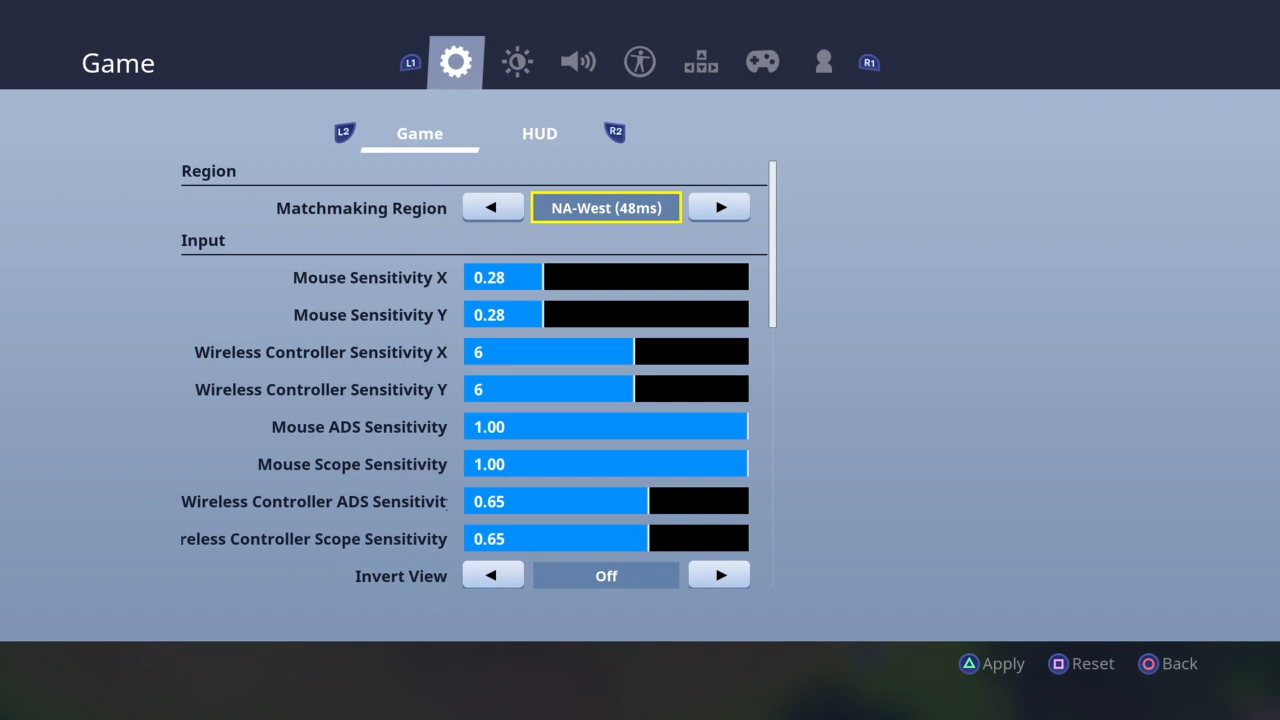 Game
L1
R1
L2
Game
HUD
R2
Region
Matchmaking Region
NA-West (48ms)
Input
Mouse Sensitivity X
0.28
Mouse Sensitivity Y
0.28
Wireless Controller Sensitivity X
6
Wireless Controller Sensitivity Y
6
Mouse ADS Sensitivity
1.00
Mouse Scope Sensitivity
1.00
Wireless Controller ADS Sensitivit
0.65
reless Controller Scope Sensitivity
0.65
Invert View
Off
Apply
Reset
Back